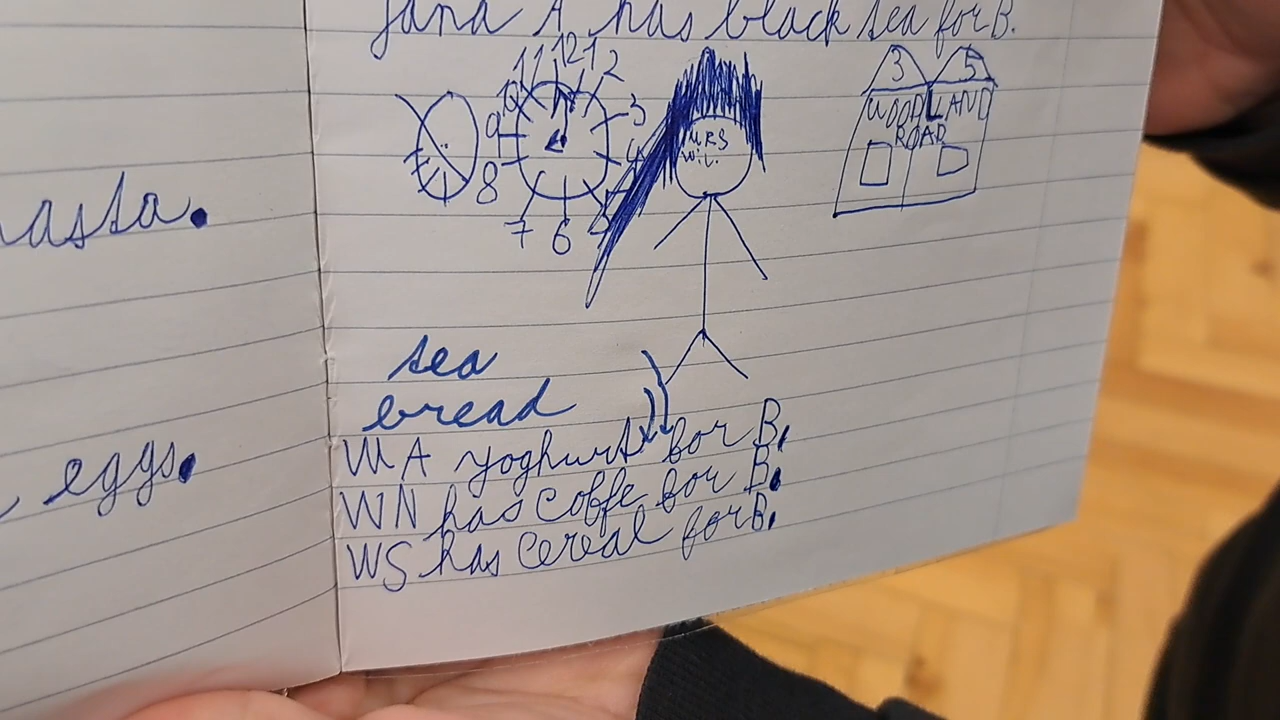 Jana A has black sea for B.
11 12 1 2
10
3
9
4
8
5
7
6
MRS
W.L.
3 5
WOODLAND
ROAD
asta.
sea
bread
eggs.
WA yoghurt for B.
WN has coffe for B.
WS has cereal for B.